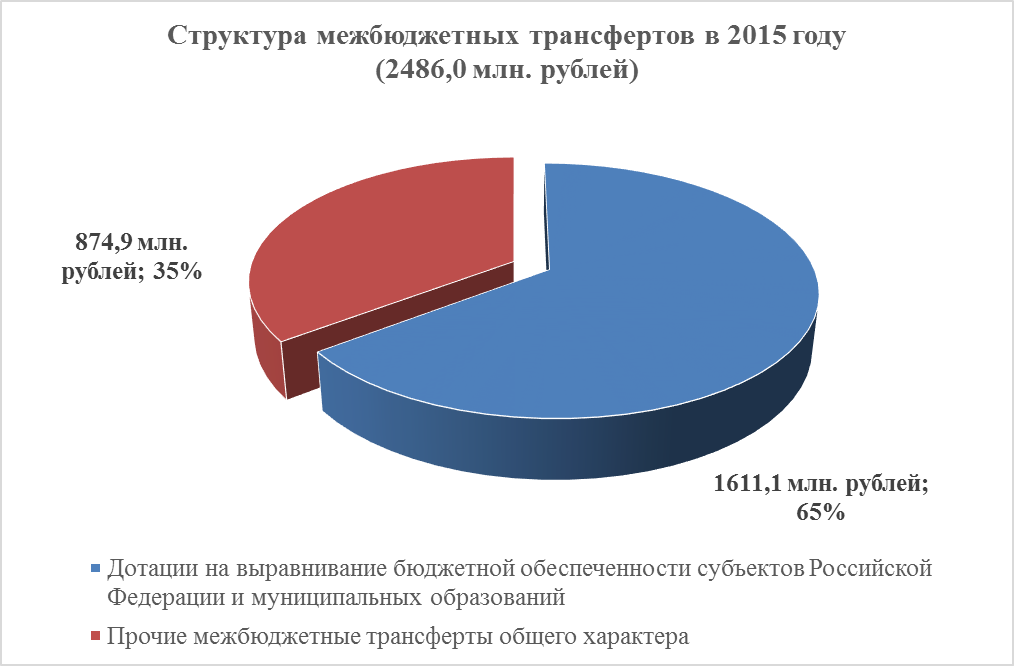 Структура межбюджетных трансфертов в 2015 году
(2486,0 млн. рублей)
874,9 млн.
рублей; 35%
1611,1 млн. рублей;
65%
Дотации на выравнивание бюджетной обеспеченности субъектов Российской
Федерации и муниципальных образований
Прочие межбюджетные трансферты общего характера